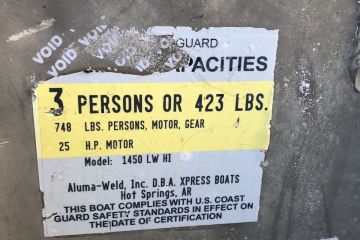 VOID
VOID
VOID
VOID
GUARD
CAPACITIES
3 PERSONS OR 423 LBS.
748 LBS. PERSONS, MOTOR, GEAR
25 H.P. MOTOR
Model: 1450 LW HI
Aluma-Weld, Inc. D.B.A. XPRESS BOATS
Hot Springs, AR
THIS BOAT COMPLIES WITH U.S. COAST
GUARD SAFETY STANDARDS IN EFFECT ON
THE DATE OF CERTIFICATION